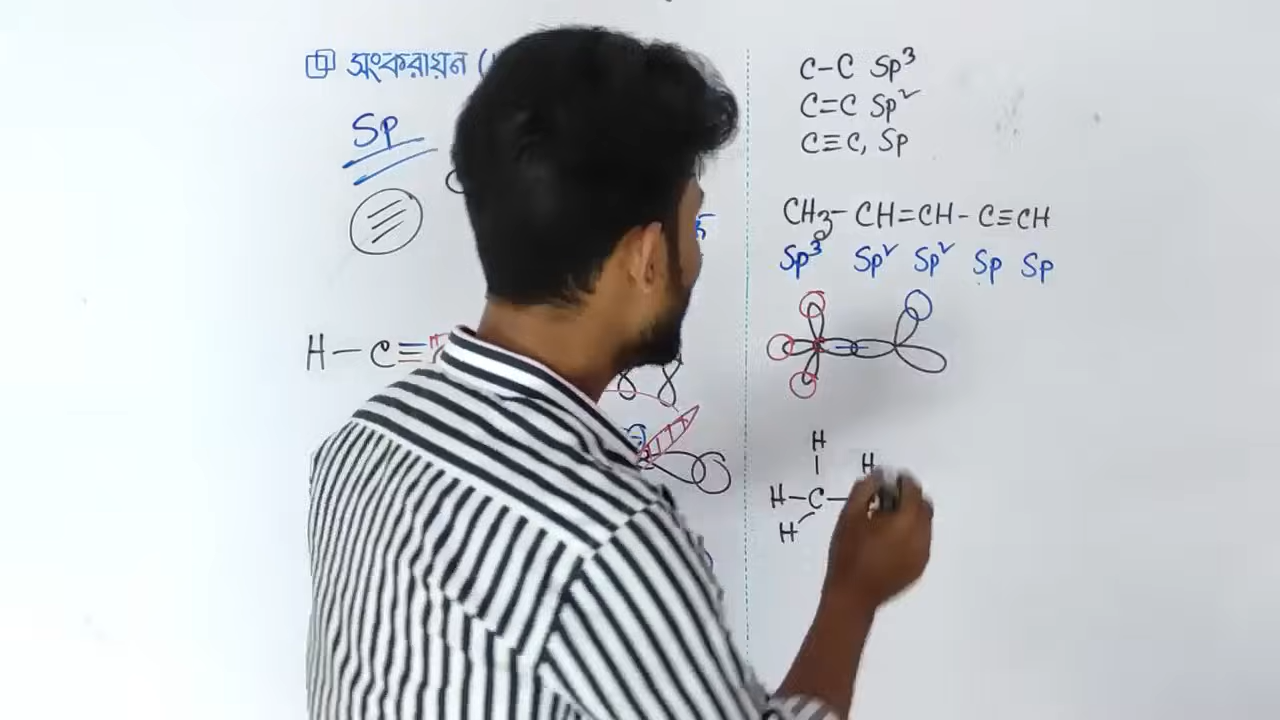 সংকরায়ন (
Sp
H – C ≡
C–C Sp³
C=C Sp²
C≡C, Sp
CH₃– CH=CH – C≡CH
Sp³ Sp² Sp² Sp Sp
H H
H–C–
H